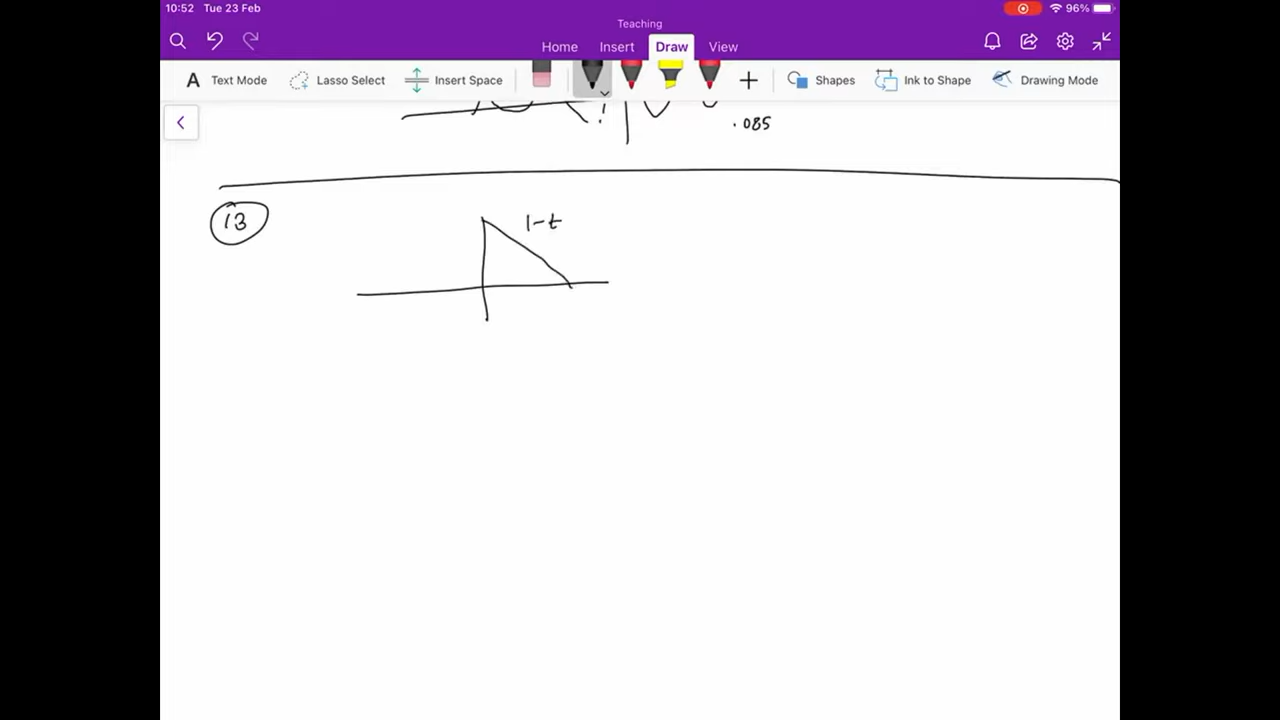 10:52 Tue 23 Feb
96%
Teaching
Home Insert Draw View
Text Mode Lasso Select Insert Space Shapes Ink to Shape Drawing Mode
.085
13
1-t